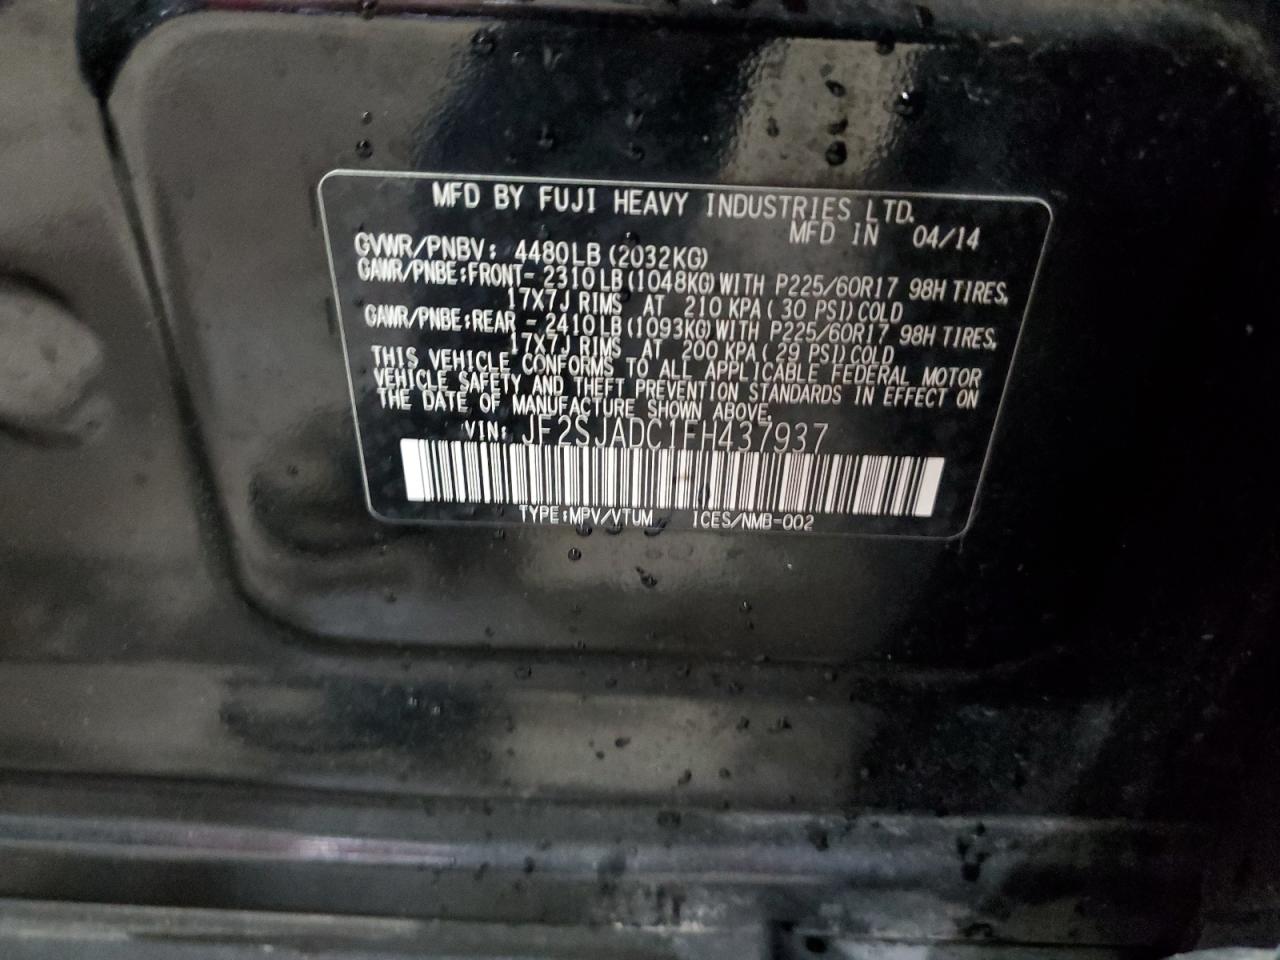 MFD BY FUJI HEAVY INDUSTRIES LTD.
MFD IN 04/14
GVWR/PNBV: 4480LB (2032KG)
GAWR/PNBE:FRONT- 2310LB (1048KG) WITH P225/60R17 98H TIRES,
17X7J RIMS AT 210 KPA (30 PSI) COLD
GAWR/PNBE:REAR - 2410LB (1093KG) WITH P225/60R17 98H TIRES,
17X7J RIMS AT 200 KPA (29 PSI) COLD
THIS VEHICLE CONFORMS TO ALL APPLICABLE FEDERAL MOTOR
VEHICLE SAFETY AND THEFT PREVENTION STANDARDS IN EFFECT ON
THE DATE OF MANUFACTURE SHOWN ABOVE.
VIN: JF2SJADC1FH437937
TYPE:MPV/VTUM ICES/NMB-002